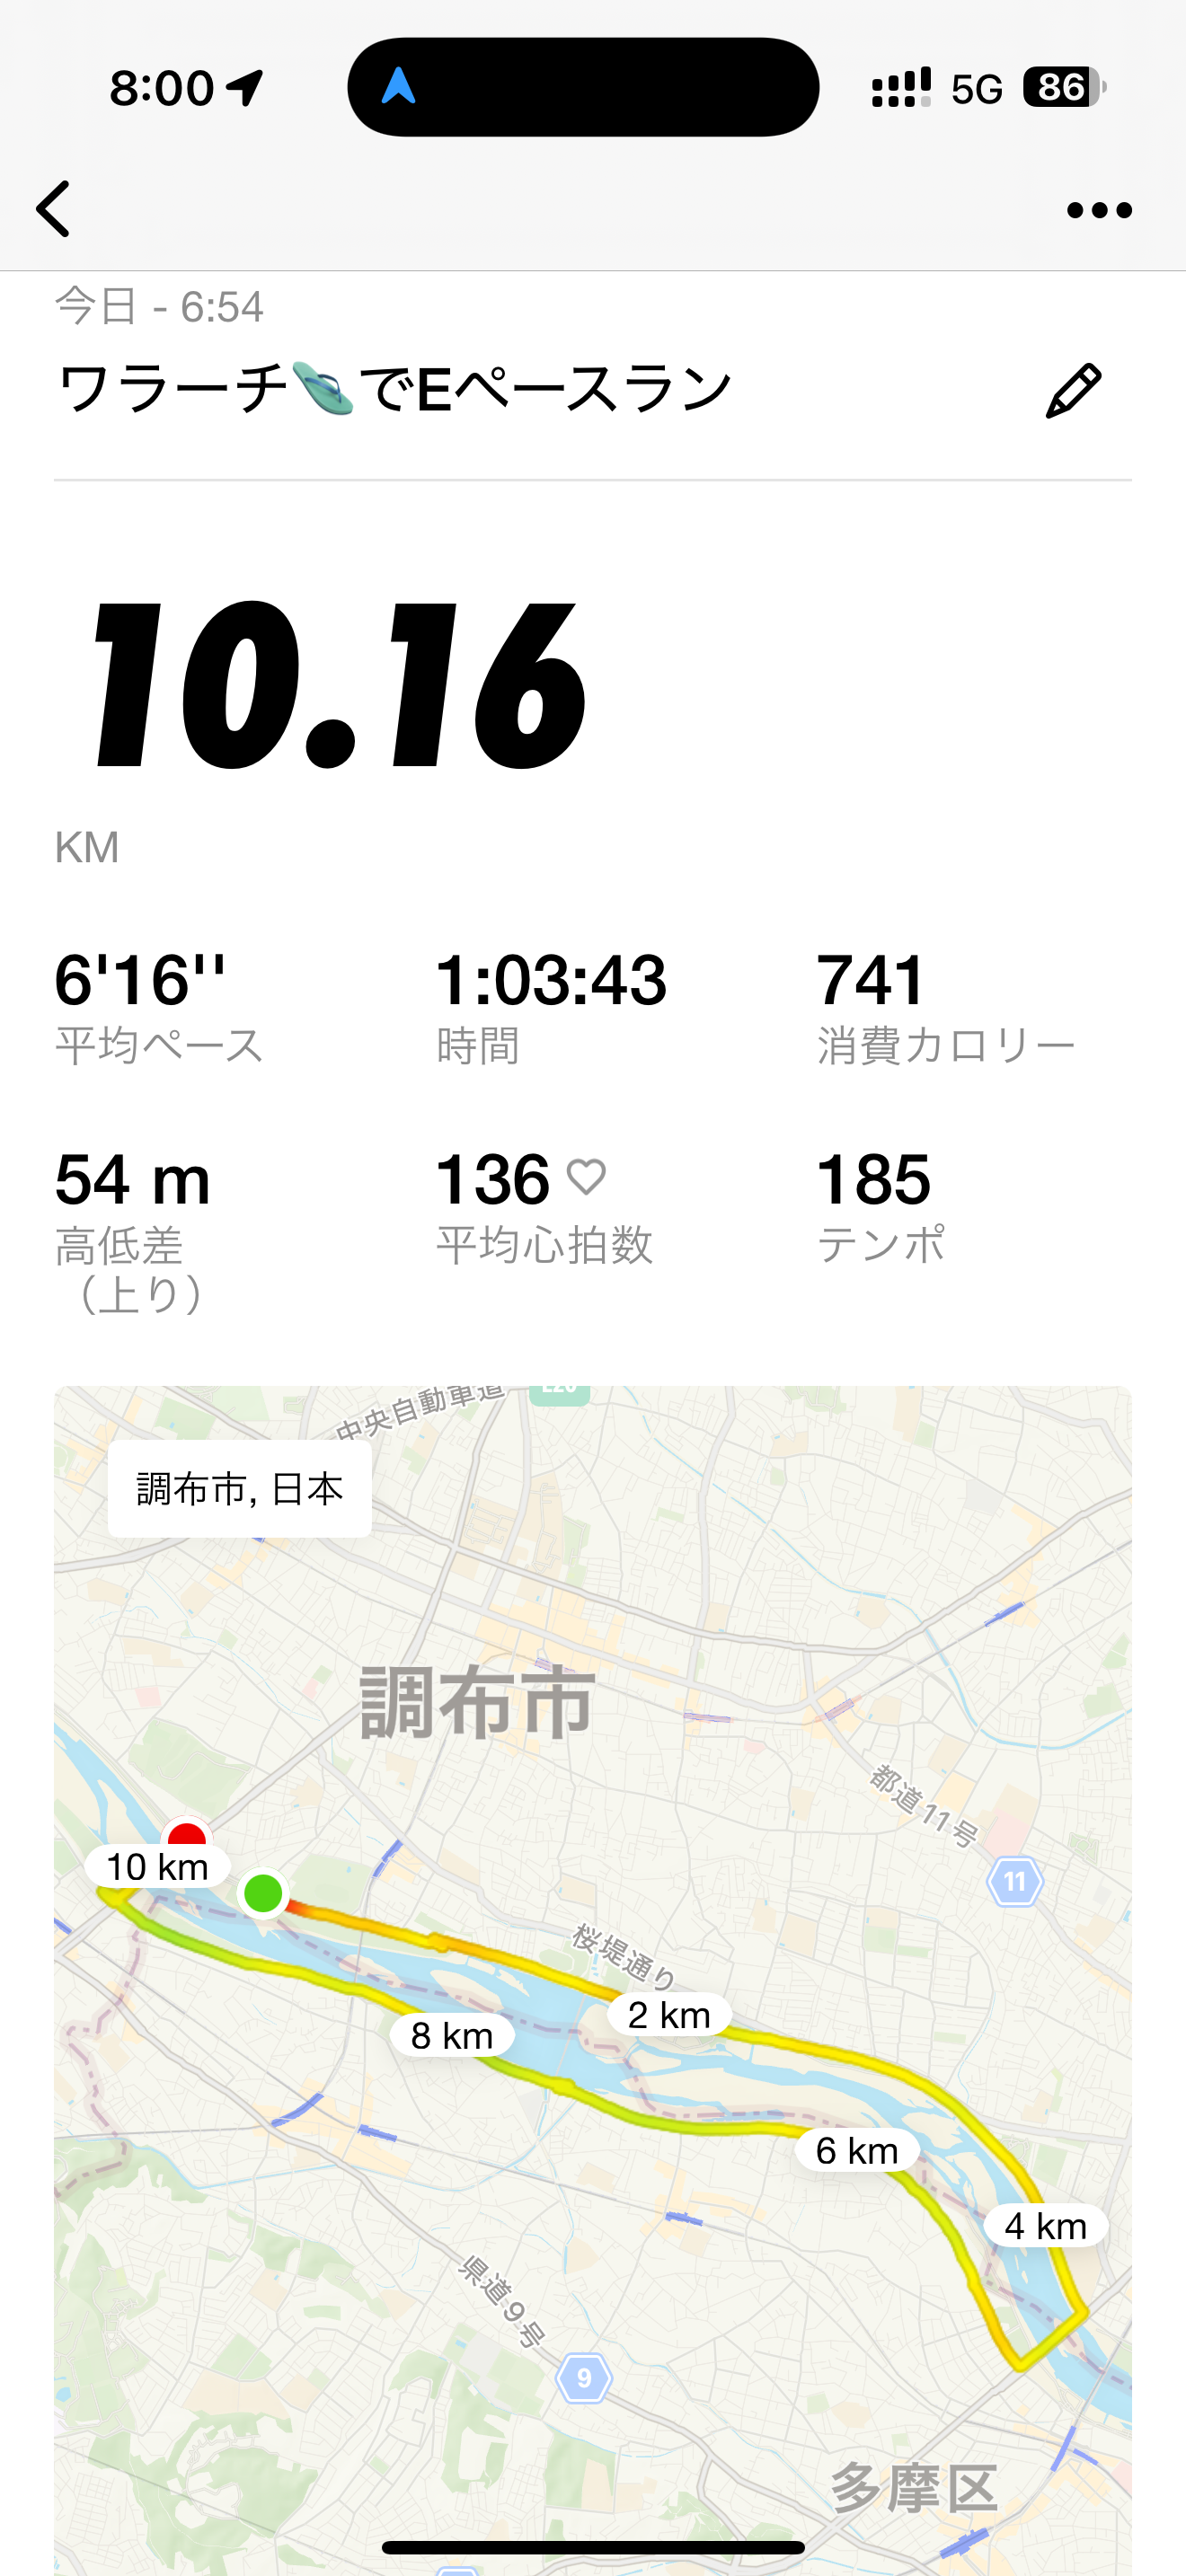 8:00
5G 86
今日 - 6:54
ワラーチ🩴でEペースラン
10.16
KM
6'16''
平均ペース
1:03:43
時間
741
消費カロリー
54 m
高低差
（上り）
136
平均心拍数
185
テンポ
中央自動車道
調布市, 日本
調布市
都道11号
11
10 km
桜堤通り
2 km
8 km
6 km
4 km
県道9号
9
多摩区